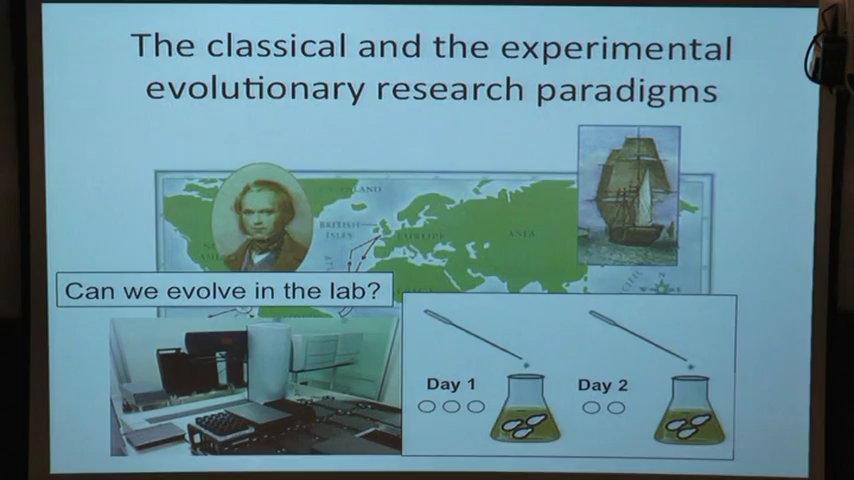 The classical and the experimental
evolutionary research paradigms
BRITISH
ISLES
EUROPE
ASIA
N
W
Can we evolve in the lab?
Day 1
Day 2